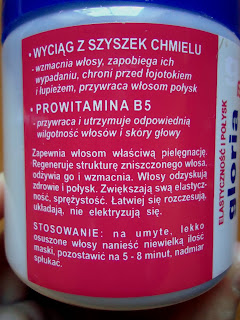 • WYCIĄG Z SZYSZEK CHMIELU
- wzmacnia włosy, zapobiega ich
wypadaniu, chroni przed łojotokiem
i łupieżem, przywraca włosom połysk
• PROWITAMINA B5
- przywraca i utrzymuje odpowiednią
wilgotność włosów i skóry głowy
Zapewnia włosom właściwą pielęgnację.
Regeneruje strukturę zniszczonego włosa,
odżywia go i wzmacnia. Włosy odzyskują
zdrowie i połysk. Zwiększają swą elastycz-
ność, sprężystość. Łatwiej się rozczesują,
układają, nie elektryzują się.
STOSOWANIE: na umyte, lekko
osuszone włosy nanieść niewielką ilość
maski, pozostawić na 5 - 8 minut, nadmiar
spłukac.
ELASTYCZNOŚĆ I POŁYSK
gloria